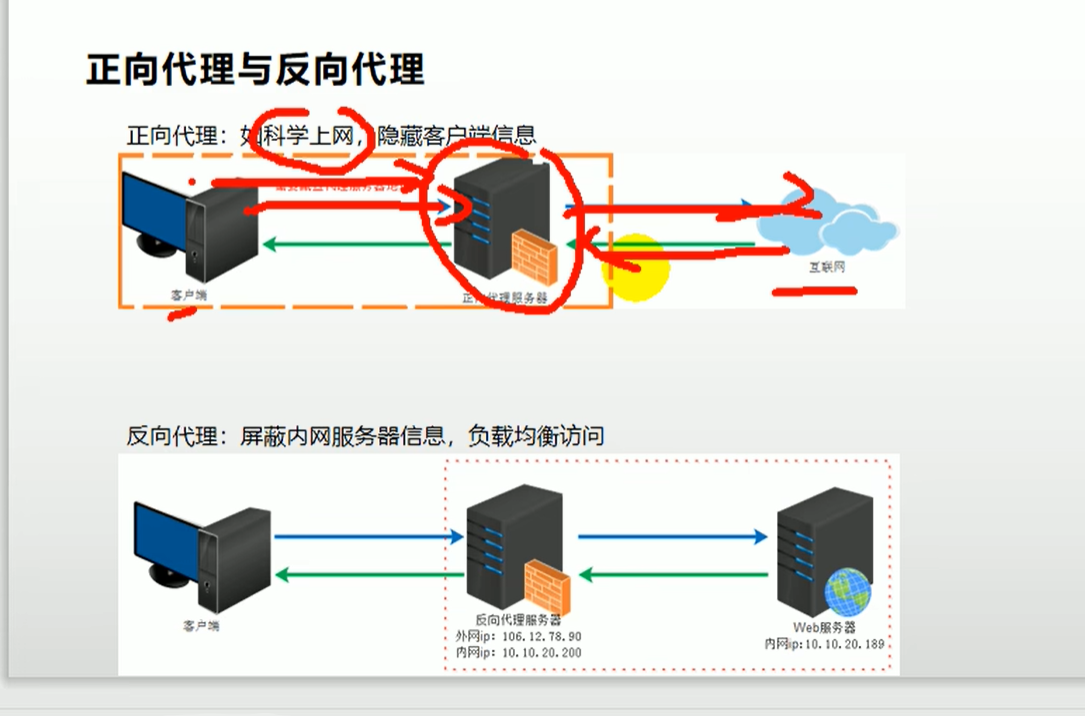 正向代理与反向代理
正向代理：如科学上网，隐藏客户端信息
客户端
正向代理服务器
互联网
反向代理：屏蔽内网服务器信息，负载均衡访问
客户端
反向代理服务器
外网ip：106.12.78.90
内网ip：10.10.20.200
Web服务器
内网ip:10.10.20.189